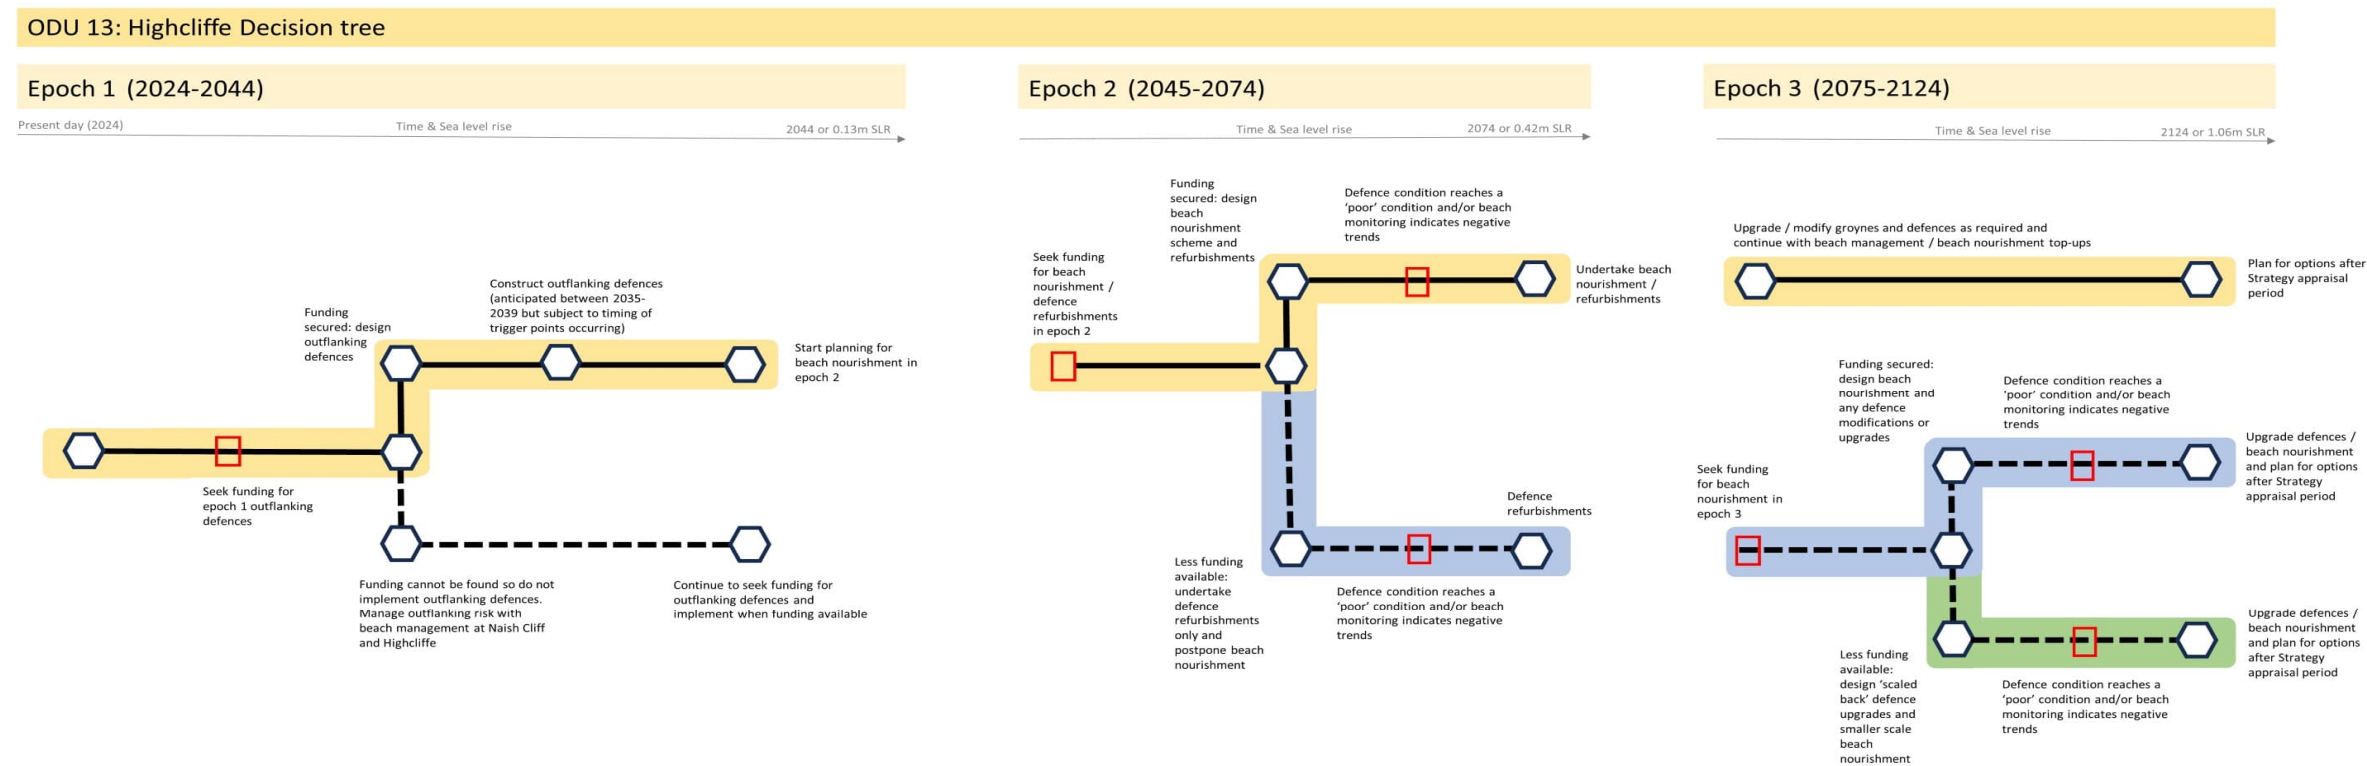 ODU 13: Highcliffe Decision tree
Epoch 1 (2024-2044)
Present day (2024)
Time & Sea level rise
2044 or 0.13m SLR
Funding
secured: design
outflanking
defences
Construct outflanking defences
(anticipated between 2035-
2039 but subject to timing of
trigger points occurring)
Start planning for
beach nourishment in
epoch 2
Seek funding for
epoch 1 outflanking
defences
Funding cannot be found so do not
implement outflanking defences.
Manage outflanking risk with
beach management at Naish Cliff
and Highcliffe
Continue to seek funding for
outflanking defences and
implement when funding available
Epoch 2 (2045-2074)
Time & Sea level rise
2074 or 0.42m SLR
Seek funding
for beach
nourishment /
defence
refurbishments
in epoch 2
Funding
secured: design
beach
nourishment
scheme and
refurbishments
Defence condition reaches a
'poor' condition and/or beach
monitoring indicates negative
trends
Undertake beach
nourishment /
refurbishments
Less funding
available:
undertake
defence
refurbishments
only and
postpone beach
nourishment
Defence condition reaches a
'poor' condition and/or beach
monitoring indicates negative
trends
Defence
refurbishments
Epoch 3 (2075-2124)
Time & Sea level rise
2124 or 1.06m SLR
Upgrade / modify groynes and defences as required and
continue with beach management / beach nourishment top-ups
Plan for options after
Strategy appraisal
period
Seek funding
for beach
nourishment in
epoch 3
Funding secured:
design beach
nourishment and
any defence
modifications or
upgrades
Defence condition reaches a
'poor' condition and/or beach
monitoring indicates negative
trends
Upgrade defences /
beach nourishment
and plan for options
after Strategy
appraisal period
Less funding
available:
design 'scaled
back' defence
upgrades and
smaller scale
beach
nourishment
Defence condition reaches a
'poor' condition and/or beach
monitoring indicates negative
trends
Upgrade defences /
beach nourishment
and plan for options
after Strategy
appraisal period